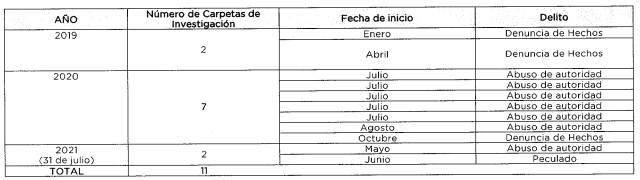 AÑO Número de Carpetas de Investigación Fecha de inicio Delito
2019 2 Enero Denuncia de Hechos
Abril Denuncia de Hechos
2020 7 Julio Abuso de autoridad
Julio Abuso de autoridad
Julio Abuso de autoridad
Julio Abuso de autoridad
Julio Abuso de autoridad
Agosto Abuso de autoridad
Octubre Denuncia de Hechos
2021 (31 de julio) 2 Mayo Abuso de autoridad
Junio Peculado
TOTAL 11